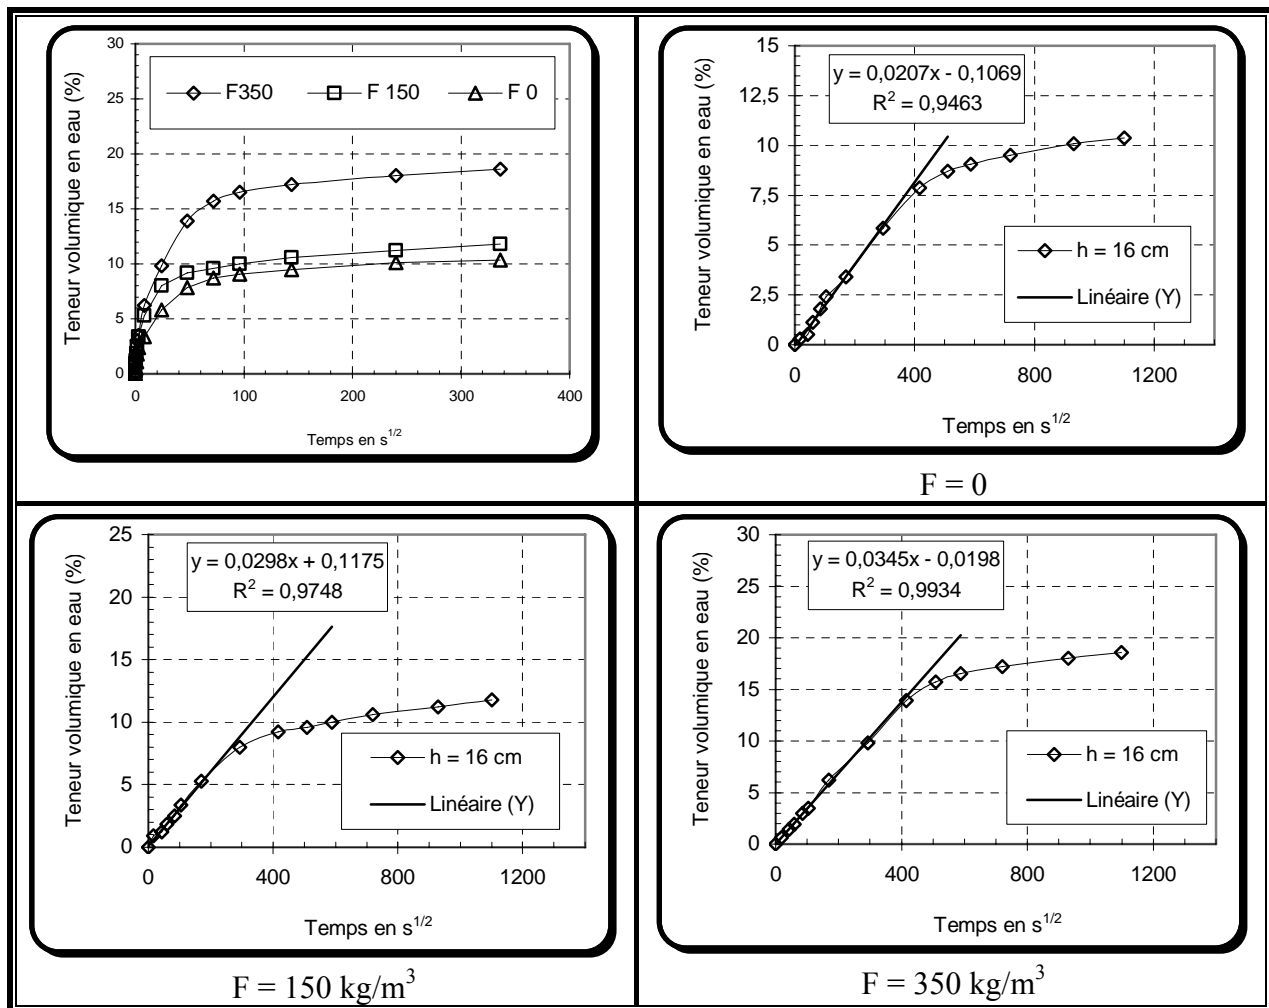 Teneur volumique en eau (%)
30
25
20
15
10
5
0
F350
F 150
F 0
0 100 200 300 400
Temps en s1/2
Teneur volumique en eau (%)
15
12,5
10
7,5
5
2,5
0
y = 0,0207x - 0,1069
R2 = 0,9463
h = 16 cm
Linéaire (Y)
0 400 800 1200
Temps en s1/2
F = 0
Teneur volumique en eau (%)
25
20
15
10
5
0
y = 0,0298x + 0,1175
R2 = 0,9748
h = 16 cm
Linéaire (Y)
0 400 800 1200
Temps en s1/2
F = 150 kg/m3
Teneur volumique en eau (%)
30
25
20
15
10
5
0
y = 0,0345x - 0,0198
R2 = 0,9934
h = 16 cm
Linéaire (Y)
0 400 800 1200
Temps en s1/2
F = 350 kg/m3